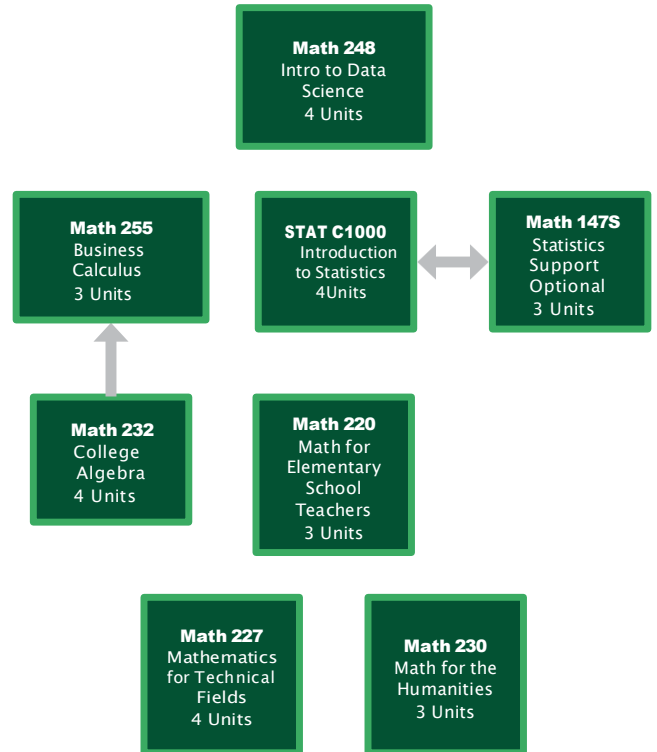 Math 248
Intro to Data
Science
4 Units
Math 255
Business
Calculus
3 Units
STAT C1000
Introduction
to Statistics
4Units
Math 147S
Statistics
Support
Optional
3 Units
Math 232
College
Algebra
4 Units
Math 220
Math for
Elementary
School
Teachers
3 Units
Math 227
Mathematics
for Technical
Fields
4 Units
Math 230
Math for the
Humanities
3 Units